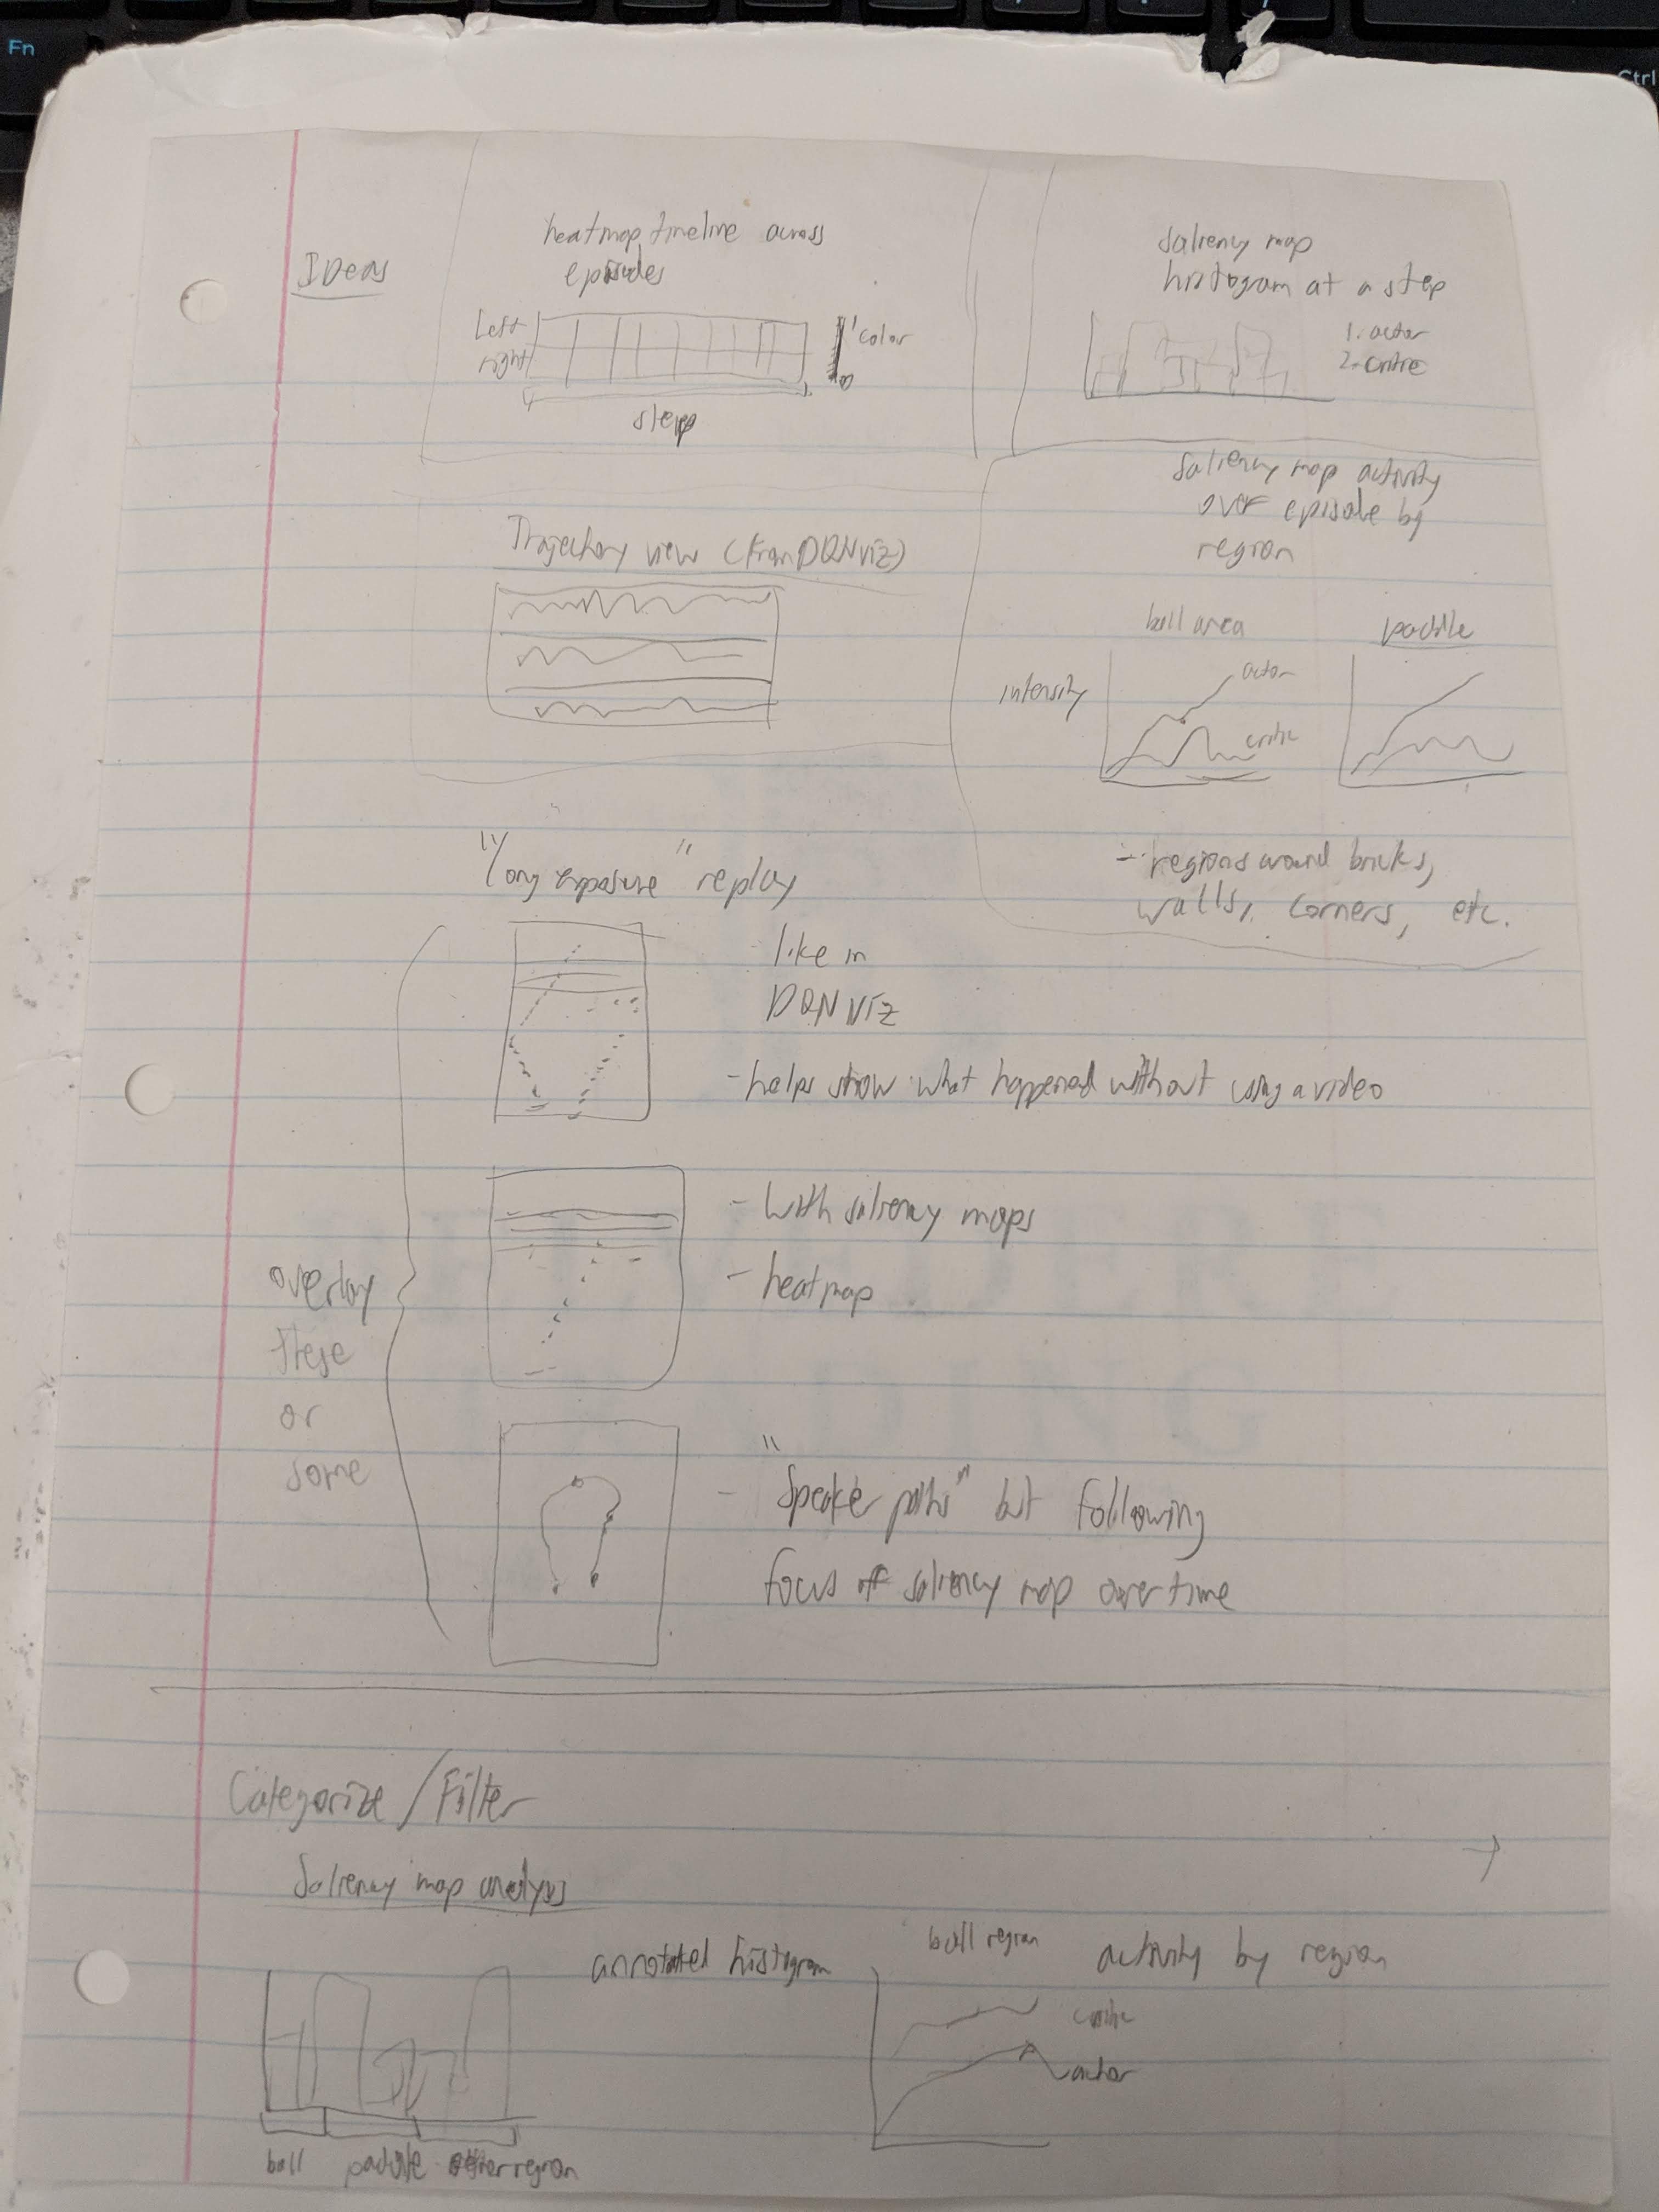 Fn
Ctrl
IDeas
heatmap timeline across
episodes
Left
right
1 color
0
step
Saliency map
histogram at a step
1. actor
2. critic
Trajectory view (from DQNViz)
Saliency map activity
over episode by
region
ball area
paddle
intensity
actor
critic
- regions around bricks,
walls, corners, etc.
"long exposure" replay
- like in
DQNViz
- helps show what happened without using a video
- With saliency maps
- heatmap
overlay
these
or
some
- "Speaker paths" but following
focus of saliency map over time
Categorize/Filter
Saliency map analysis
annotated histogram
ball region
activity by region
critic
actor
ball
paddle
region